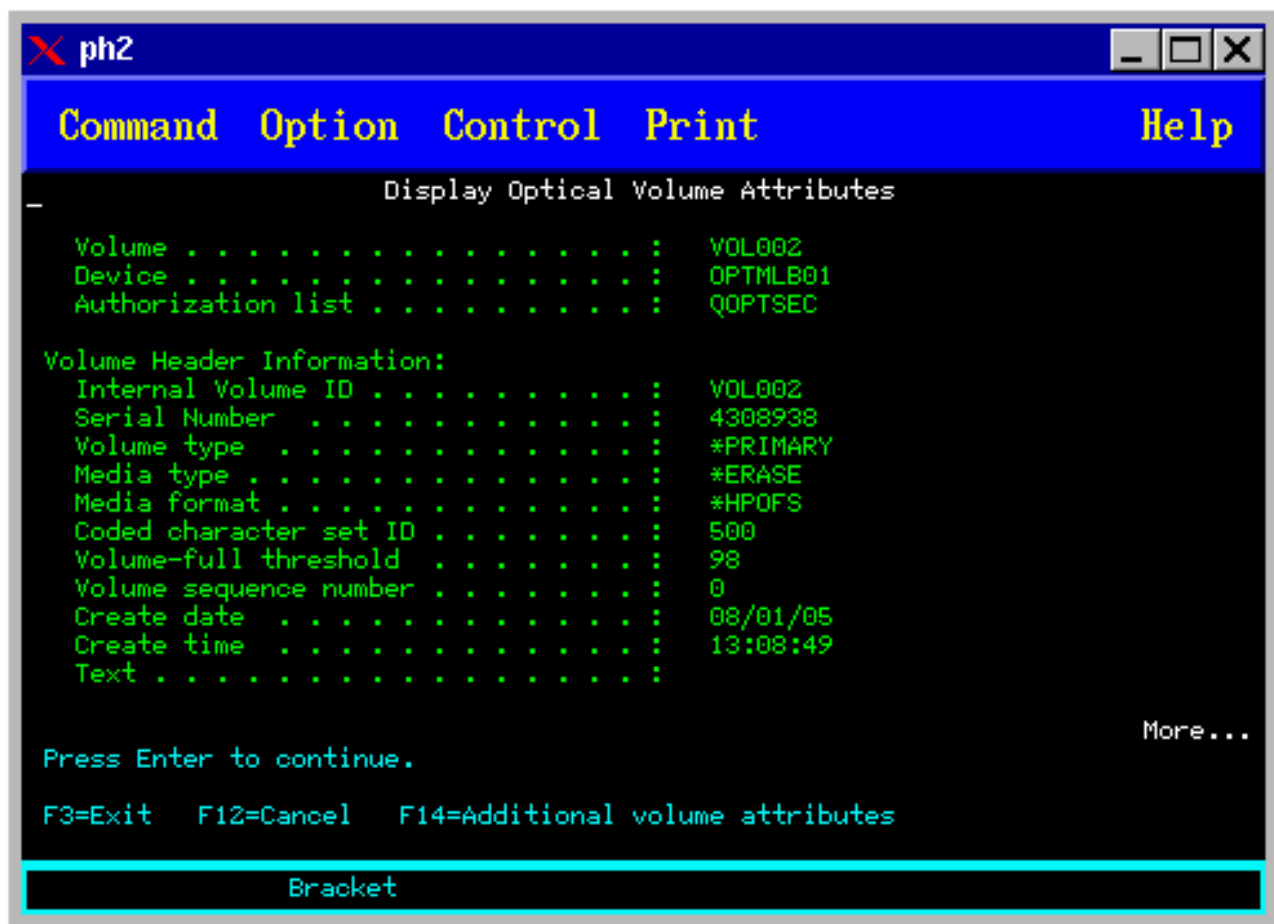 ph2
Command Option Control Print Help
Display Optical Volume Attributes
Volume . . . . . . . . . . . . . . . : VOL002
Device . . . . . . . . . . . . . . . : OPTMLB01
Authorization list . . . . . . . . . : QOPTSEC
Volume Header Information:
Internal Volume ID . . . . . . . . . : VOL002
Serial Number . . . . . . . . . . . : 4308938
Volume type . . . . . . . . . . . . : *PRIMARY
Media type . . . . . . . . . . . . . : *ERASE
Media format . . . . . . . . . . . . : *HPOFS
Coded character set ID . . . . . . . : 500
Volume-full threshold . . . . . . . : 98
Volume sequence number . . . . . . . : 0
Create date . . . . . . . . . . . . : 08/01/05
Create time . . . . . . . . . . . . : 13:08:49
Text . . . . . . . . . . . . . . . . :
More...
Press Enter to continue.
F3=Exit F12=Cancel F14=Additional volume attributes
Bracket